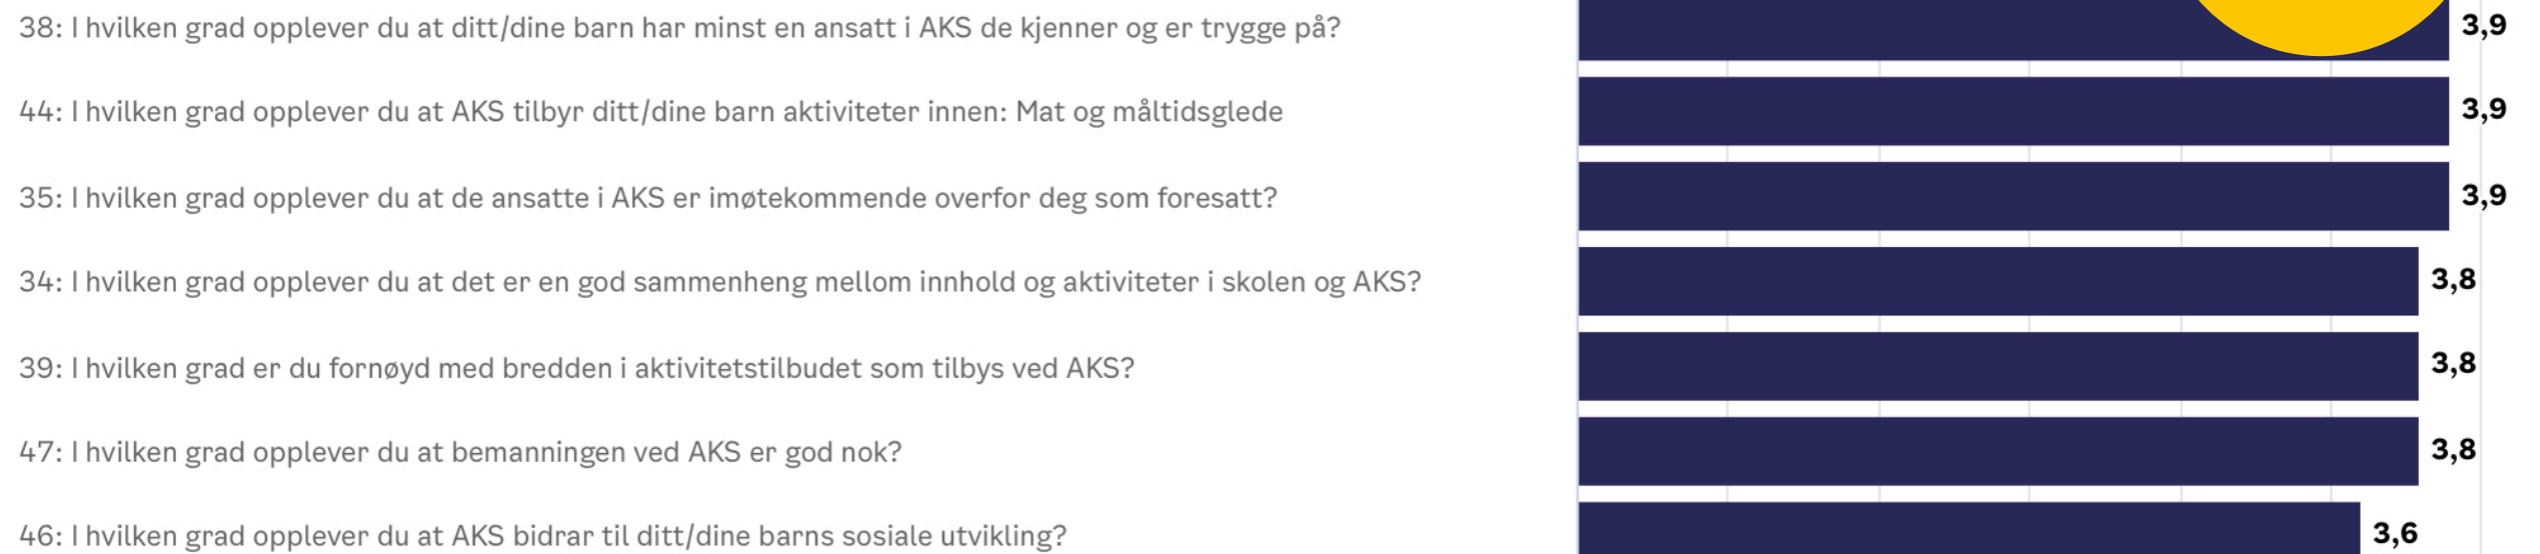 38: I hvilken grad opplever du at ditt/dine barn har minst en ansatt i AKS de kjenner og er trygge på? 3,9
44: I hvilken grad opplever du at AKS tilbyr ditt/dine barn aktiviteter innen: Mat og måltidsglede 3,9
35: I hvilken grad opplever du at de ansatte i AKS er imøtekommende overfor deg som foresatt? 3,9
34: I hvilken grad opplever du at det er en god sammenheng mellom innhold og aktiviteter i skolen og AKS? 3,8
39: I hvilken grad er du fornøyd med bredden i aktivitetstilbudet som tilbys ved AKS? 3,8
47: I hvilken grad opplever du at bemanningen ved AKS er god nok? 3,8
46: I hvilken grad opplever du at AKS bidrar til ditt/dine barns sosiale utvikling? 3,6